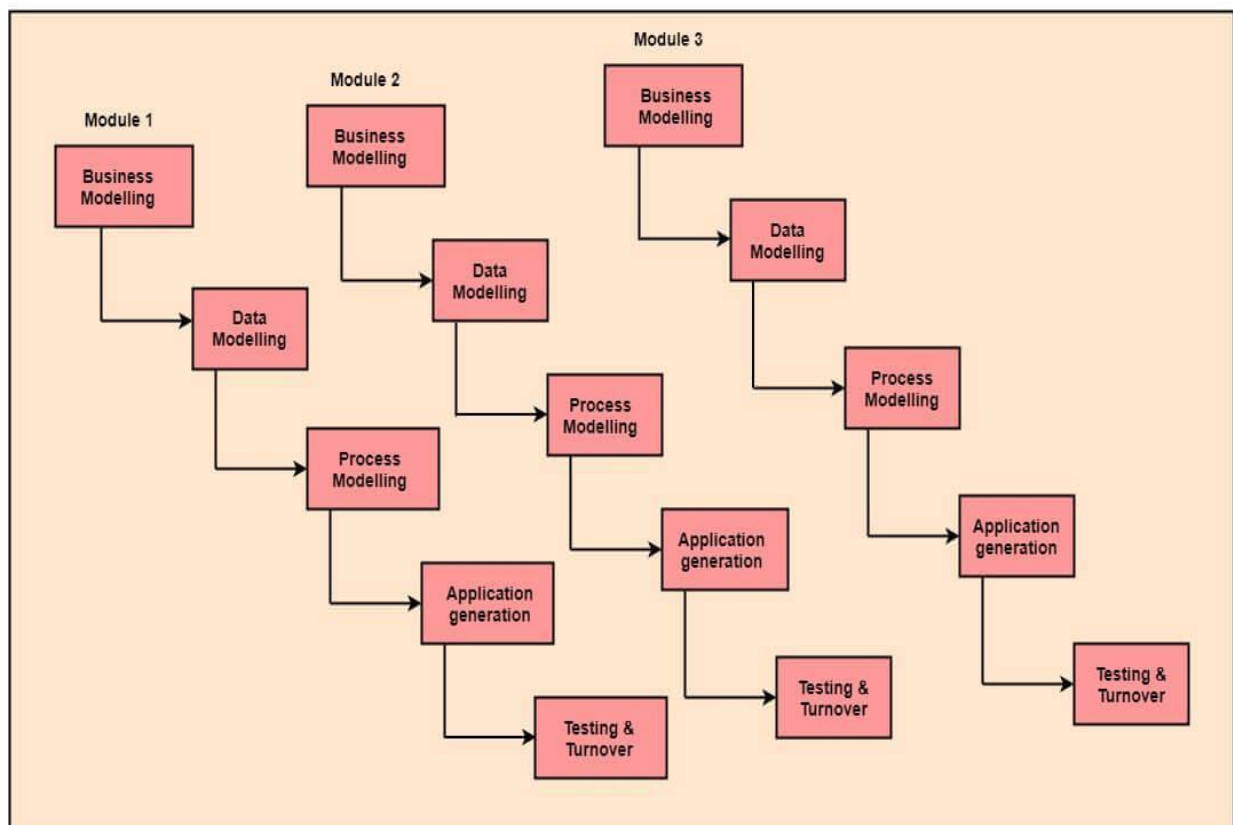 Module 1
Business
Modelling
Data
Modelling
Process
Modelling
Application
generation
Testing &
Turnover
Module 2
Business
Modelling
Data
Modelling
Process
Modelling
Application
generation
Testing &
Turnover
Module 3
Business
Modelling
Data
Modelling
Process
Modelling
Application
generation
Testing &
Turnover